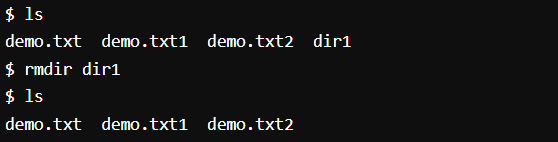 $ ls
demo.txt  demo.txt1  demo.txt2  dir1
$ rmdir dir1
$ ls
demo.txt  demo.txt1  demo.txt2